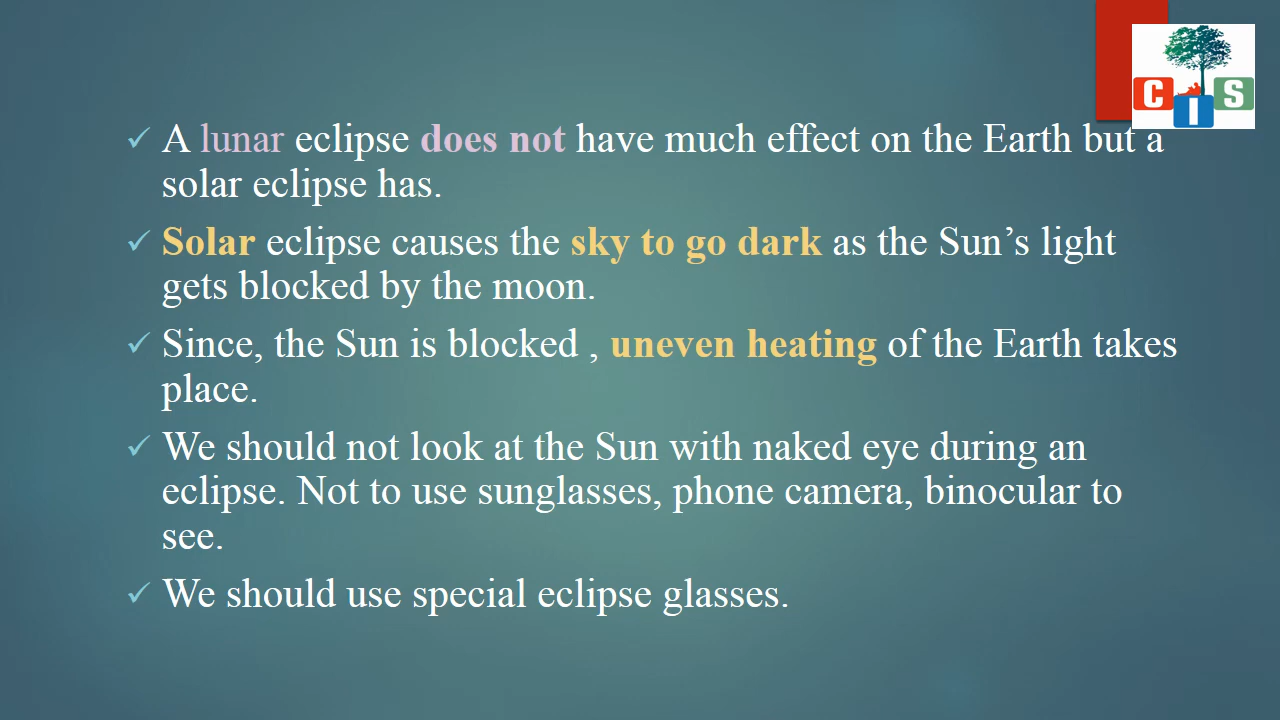 C I S
✓ A lunar eclipse does not have much effect on the Earth but a
solar eclipse has.
✓ Solar eclipse causes the sky to go dark as the Sun’s light
gets blocked by the moon.
✓ Since, the Sun is blocked , uneven heating of the Earth takes
place.
✓ We should not look at the Sun with naked eye during an
eclipse. Not to use sunglasses, phone camera, binocular to
see.
✓ We should use special eclipse glasses.